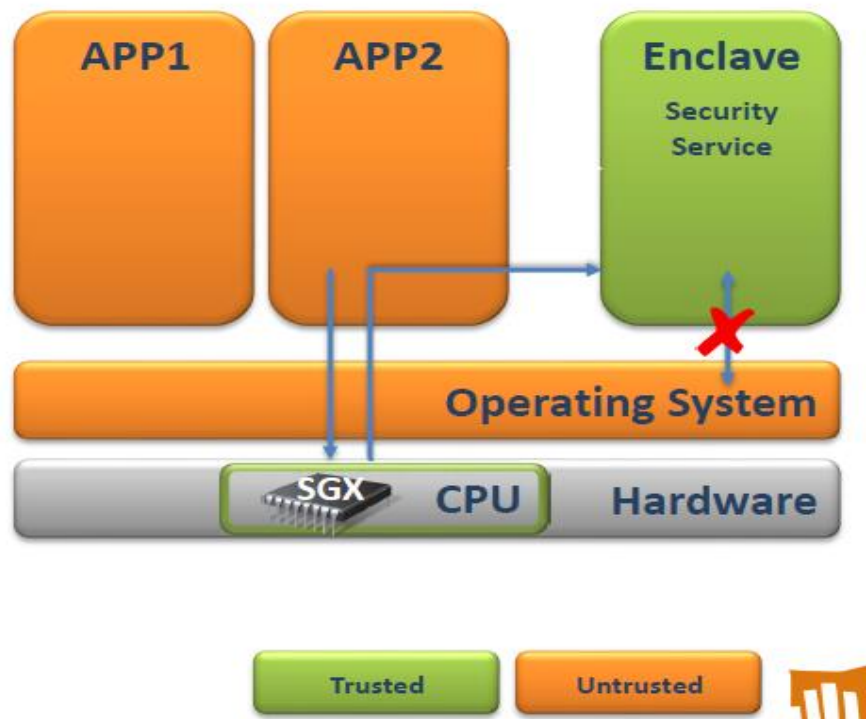 APP1
APP2
Enclave
Security
Service
Operating System
SGX
CPU
Hardware
Trusted
Untrusted